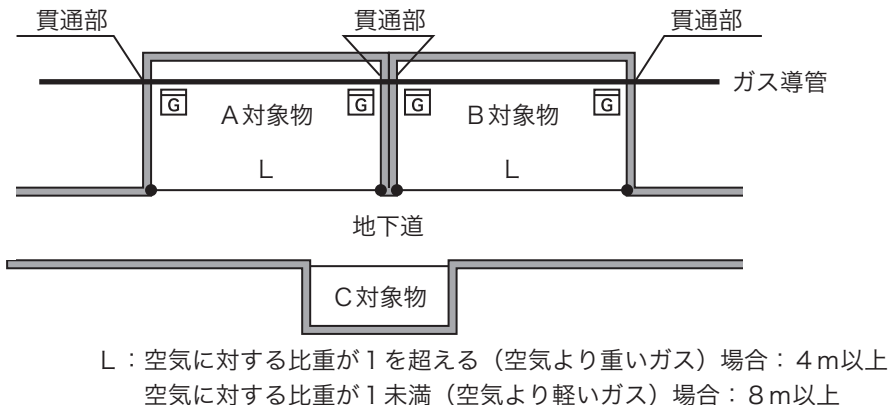 貫通部 貫通部 貫通部
ガス導管
G G G G
A対象物 B対象物
L L
地下道
C対象物
L：空気に対する比重が1を超える（空気より重いガス）場合：4m以上
空気に対する比重が1未満（空気より軽いガス）場合：8m以上